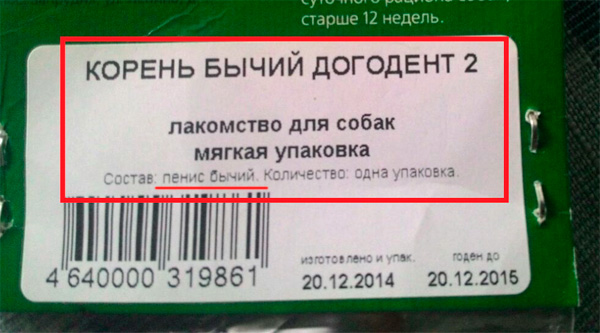 суточного рациона
старше 12 недель.
КОРЕНЬ БЫЧИЙ ДОГОДЕНТ 2
лакомство для собак
мягкая упаковка
Состав: пенис бычий. Количество: одна упаковка.
4 640000 319861
изготовлено и упак.
годен до
20.12.2014
20.12.2015